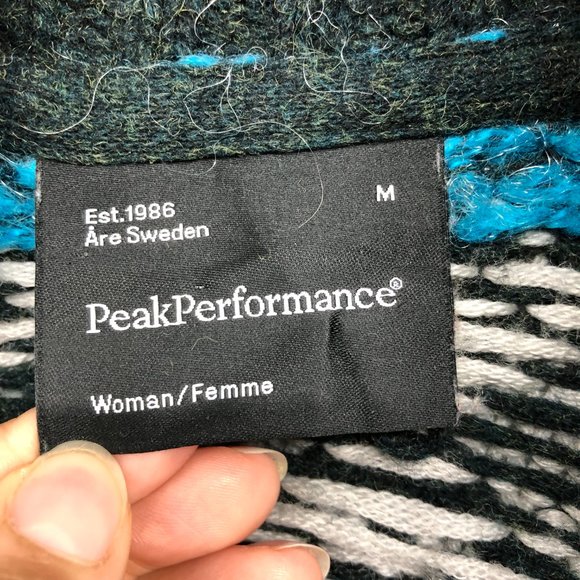 M
Est.1986
Åre Sweden
PeakPerformance®
Woman/Femme